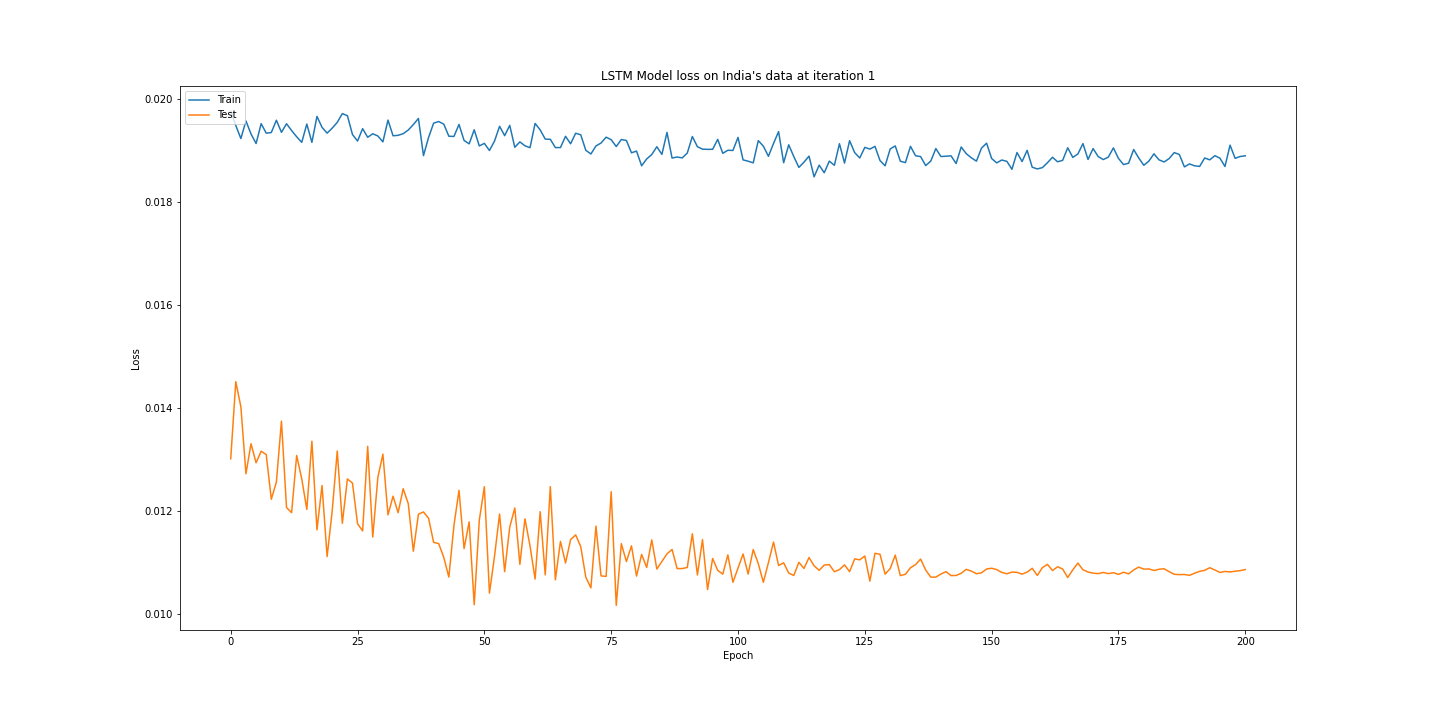 LSTM Model loss on India's data at iteration 1
Train
Test
0.020
0.018
0.016
0.014
0.012
0.010
Loss
0 25 50 75 100 125 150 175 200
Epoch